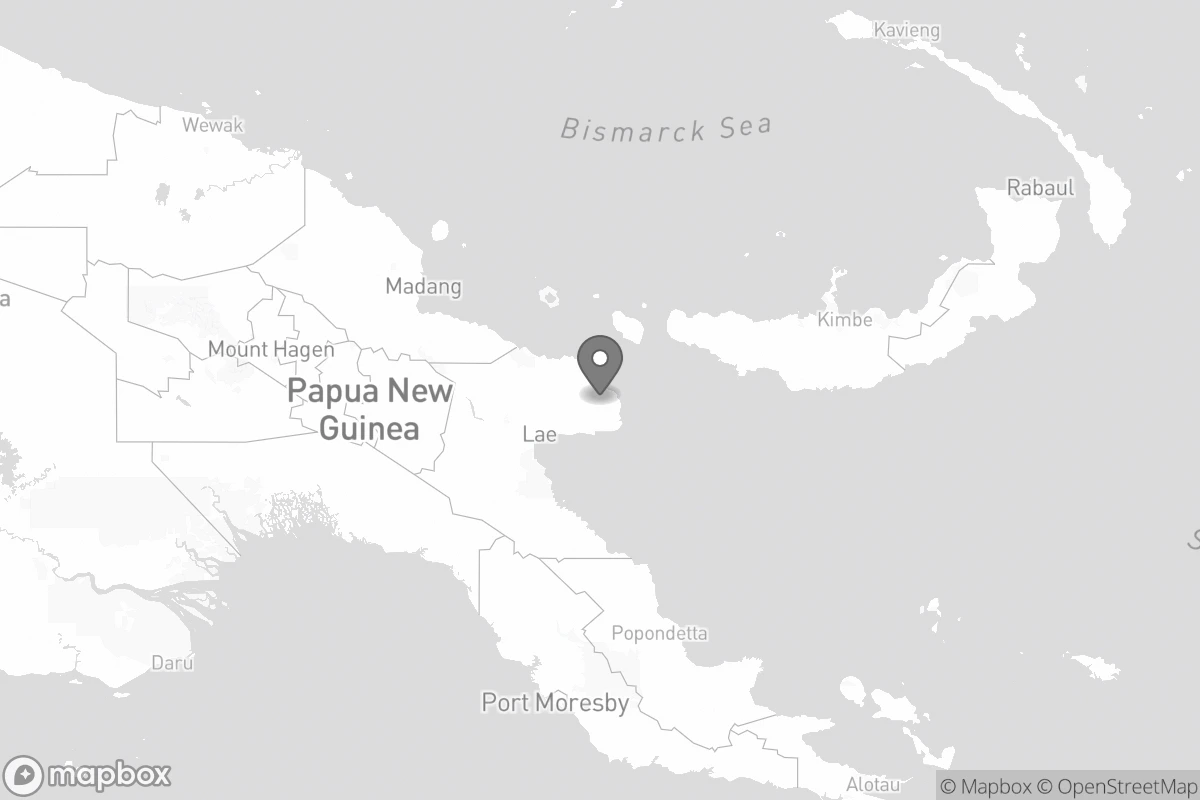 Kavieng
Wewak
Bismarck Sea
Rabaul
Madang
a
Kimbe
Mount Hagen
Papua New
Guinea
Lae
S
Popondetta
Darú
Port Moresby
Alotau
mapbox
© Mapbox © OpenStreetMap